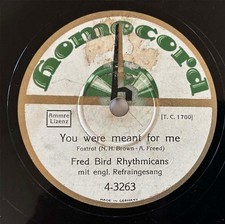 homocord
Ammre
Lizenz
[T. C. 1700]
You were meant for me
Foxtrot (N. H. Brown - A. Freed)
Fred Bird Rhythmicans
mit engl. Refraingesang
4-3263
MADE IN GERMANY